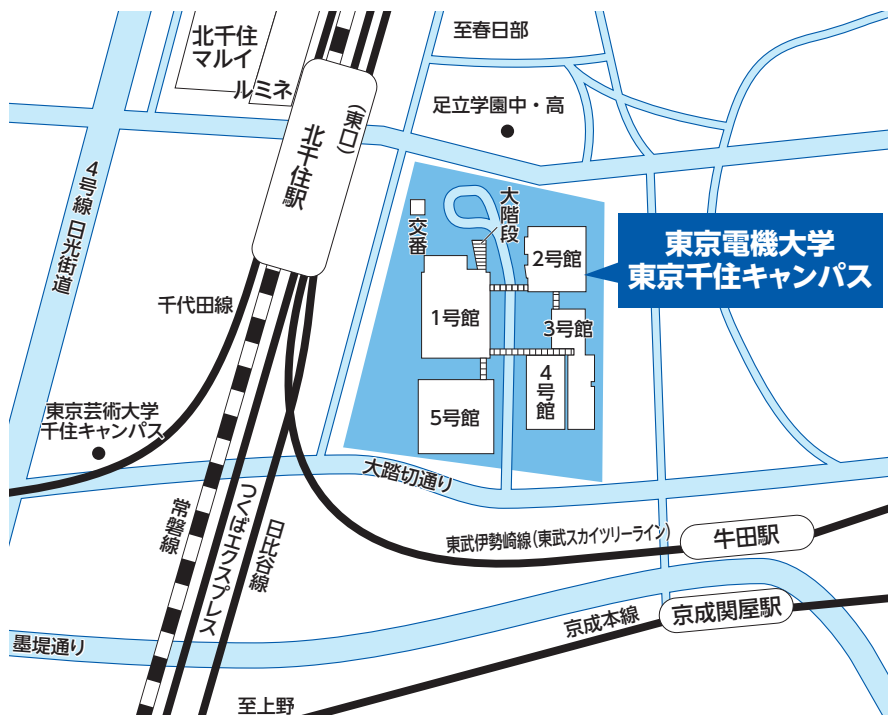 北千住
マルイ
ルミネ
至春日部
足立学園中・高
(東口)
北千住駅
4号線 日光街道
交番
大階段
2号館
東京電機大学
東京千住キャンパス
千代田線
1号館
3号館
4号館
5号館
東京芸術大学
千住キャンパス
大踏切通り
常磐線
つくばエクスプレス
日比谷線
東武伊勢崎線(東武スカイツリーライン)
牛田駅
京成関屋駅
京成本線
墨堤通り
至上野